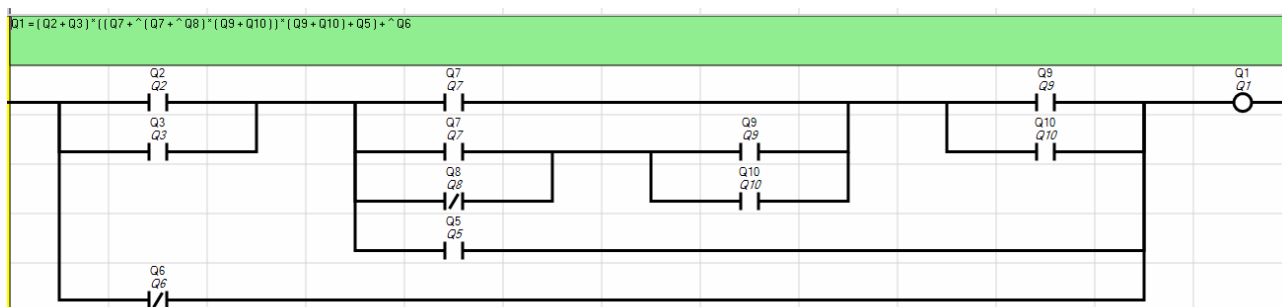 Q1 = ( Q2 + Q3 ) * ( ( Q7 + ^ ( Q7 + ^ Q8 ) * ( Q9 + Q10 ) ) * ( Q9 + Q10 ) + Q5 ) + ^ Q6
Q2 Q7 Q9 Q1
Q2 Q7 Q9 Q1
Q3 Q7 Q9 Q10
Q3 Q7 Q9 Q10
Q8 Q10
Q8 Q10
Q5
Q5
Q6
Q6